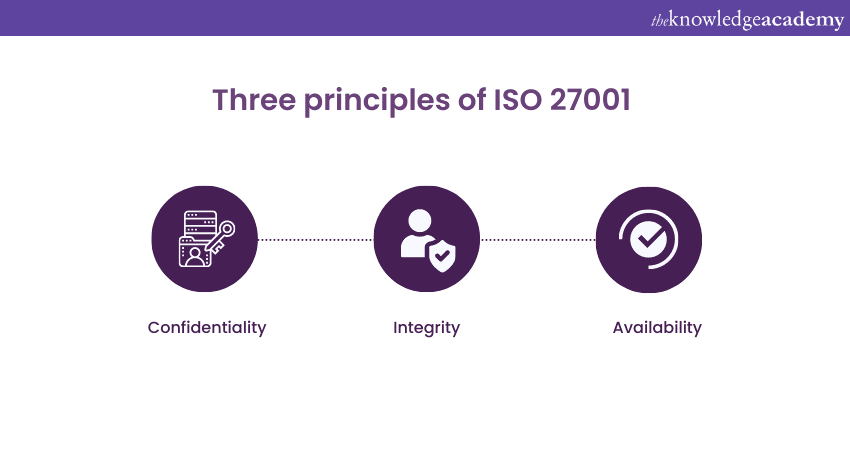 theknowledgeacademy
Three principles of ISO 27001
Confidentiality
Integrity
Availability